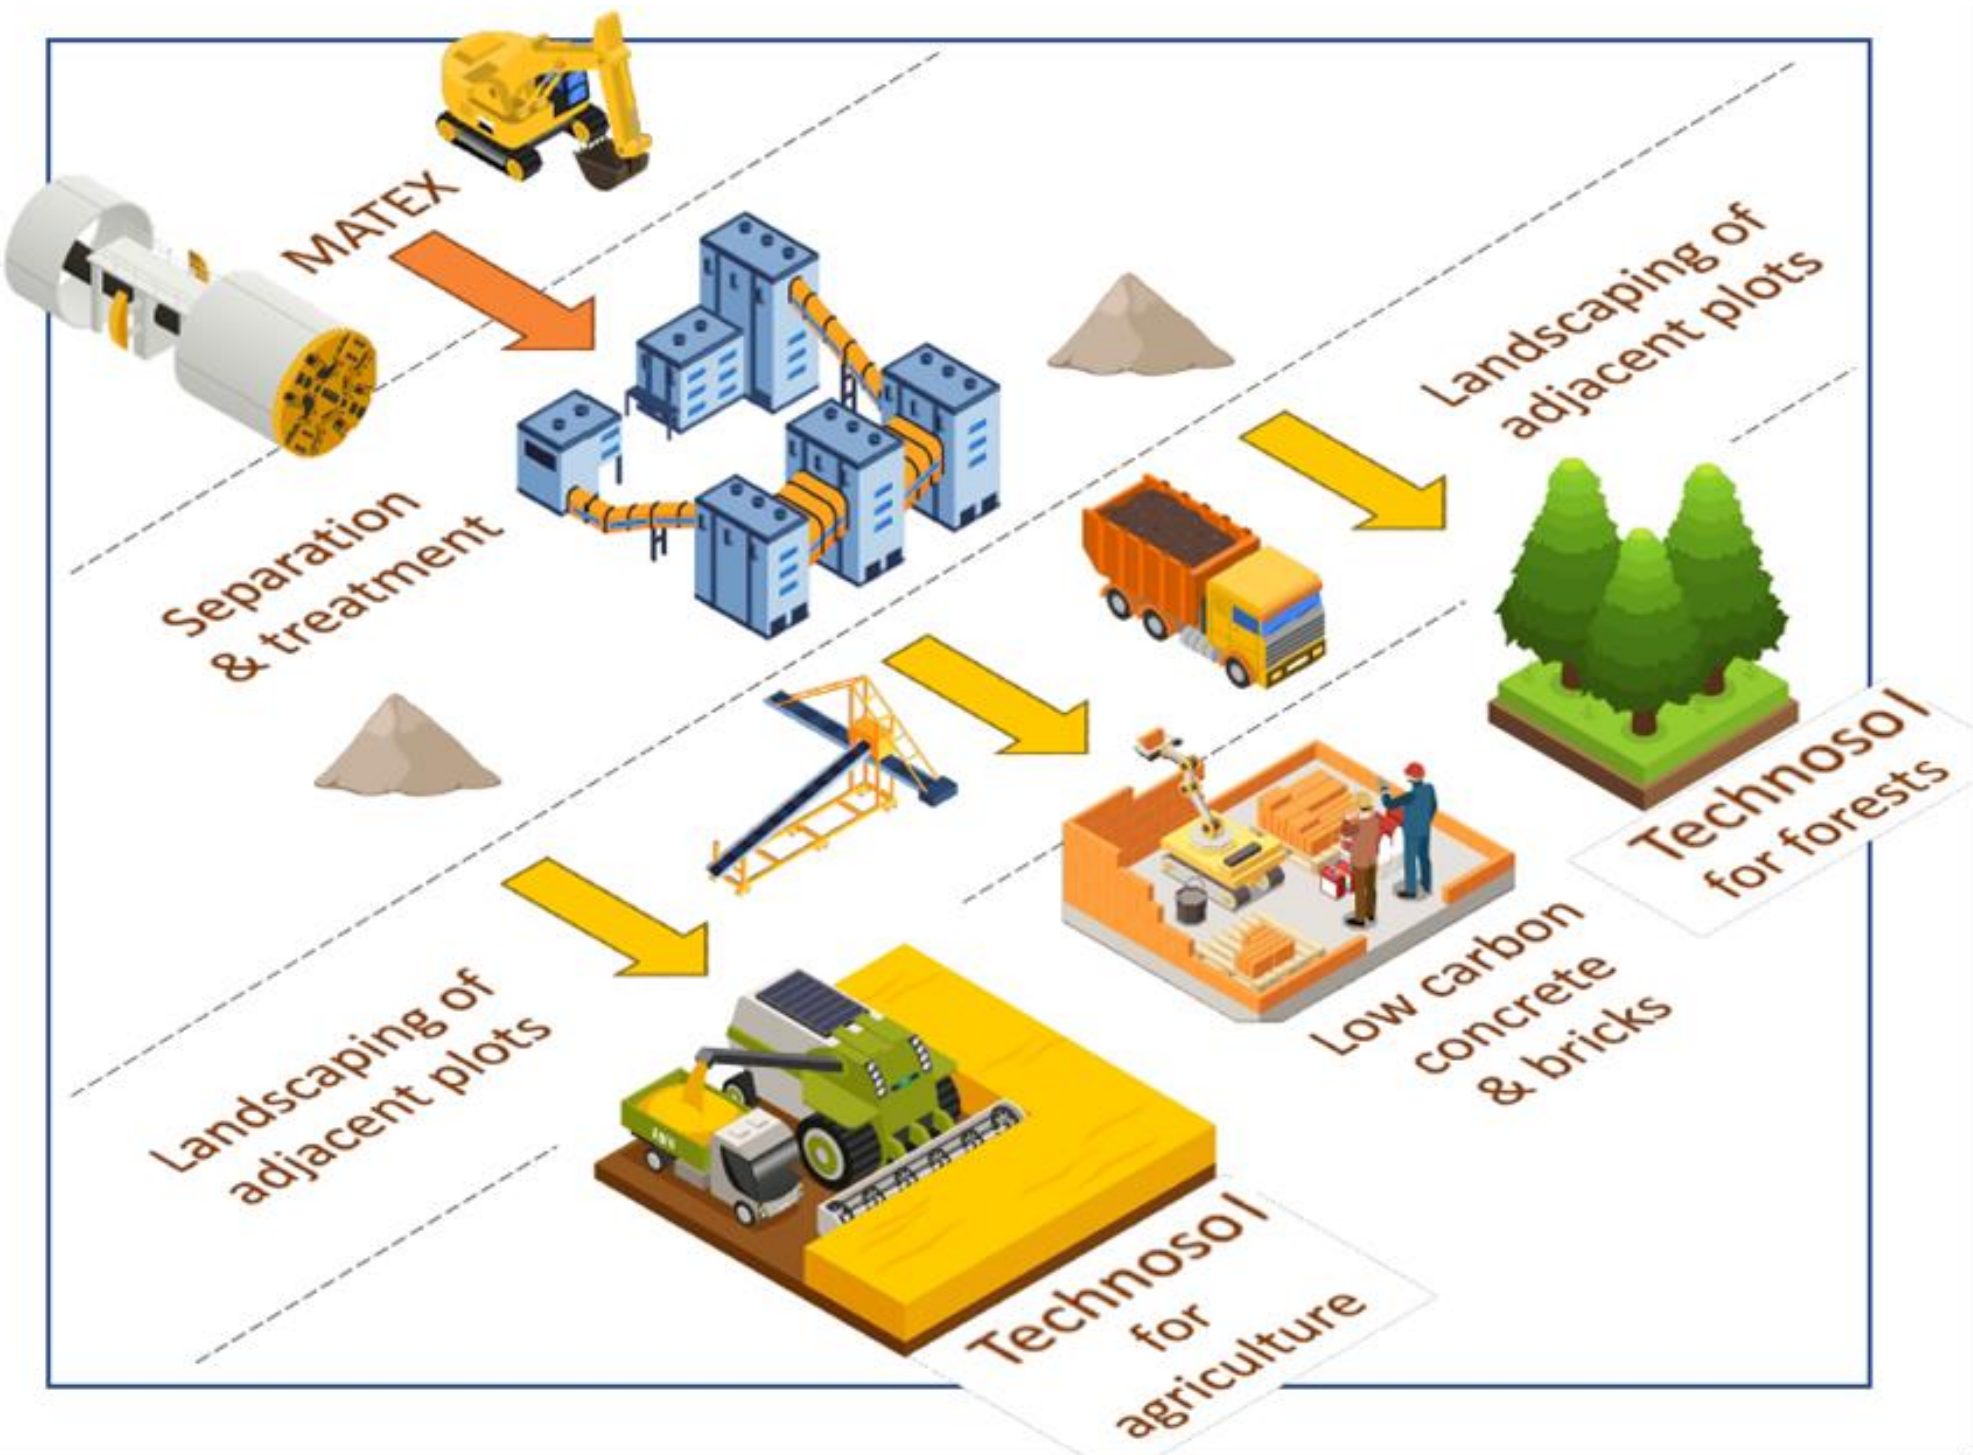 MATEX
Separation
& treatment
Landscaping of
adjacent plots
Landscaping of
adjacent plots
Technosol
for forests
Low carbon
concrete
& bricks
Technosol
for
agriculture